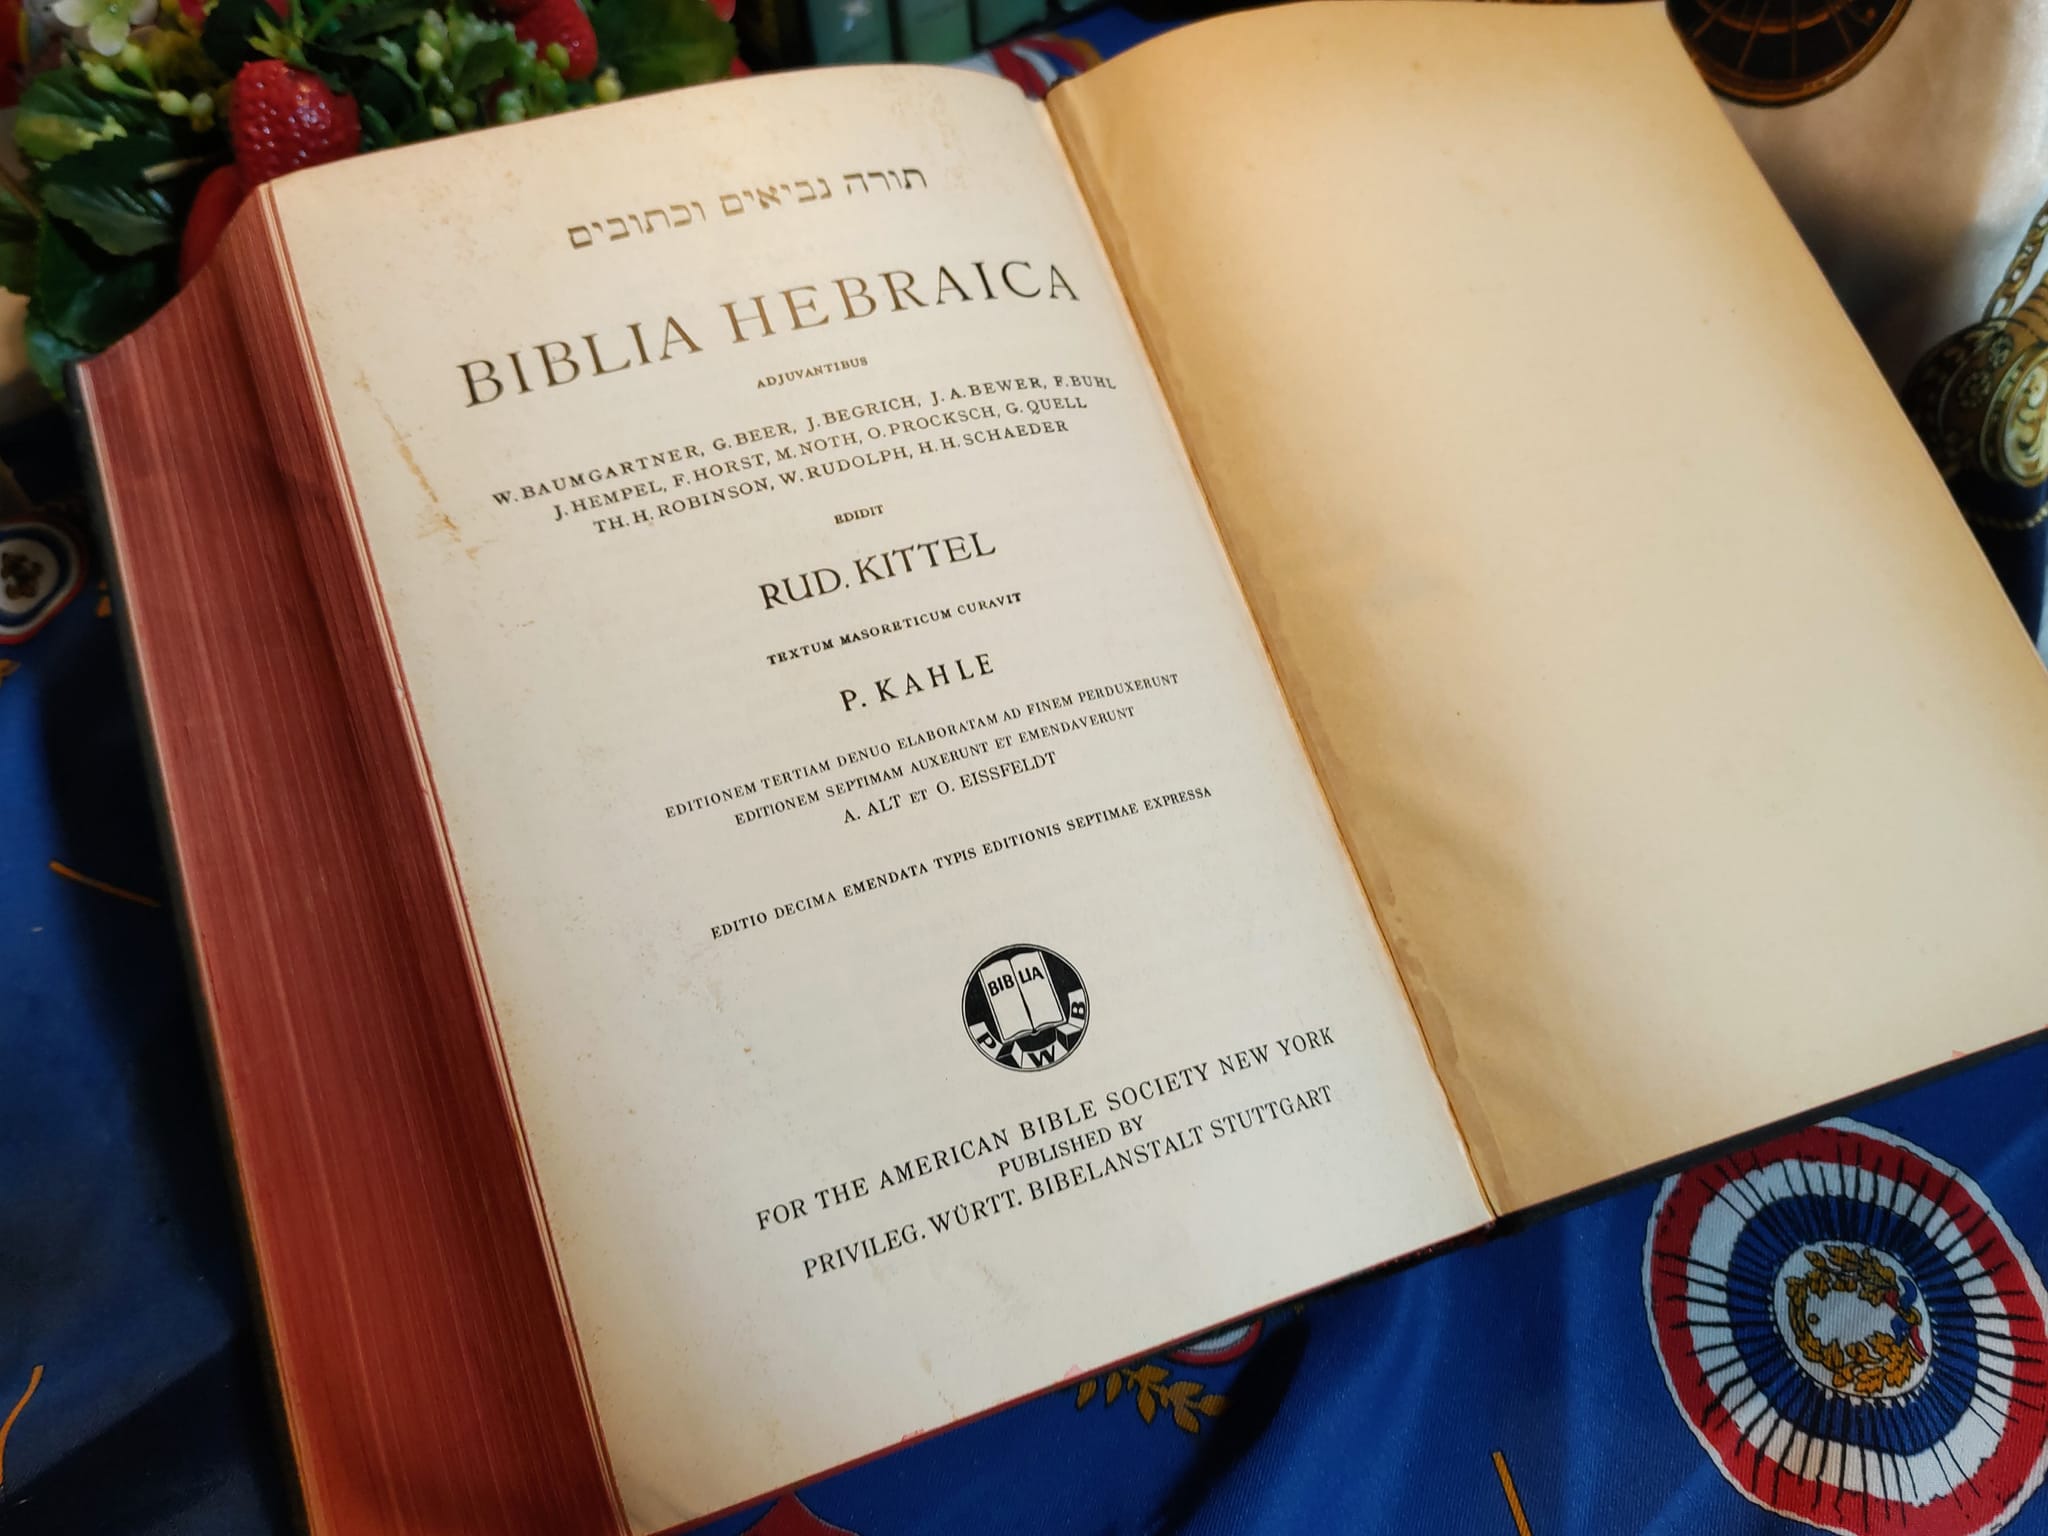 תורה נביאים וכתובים
BIBLIA HEBRAICA
ADJUVANTIBUS
W. BAUMGARTNER, G. BEER, J. BEGRICH, J. A. BEWER, F. BUHL
J. HEMPEL, F. HORST, M. NOTH, O. PROCKSCH, G. QUELL
TH. H. ROBINSON, W. RUDOLPH, H. H. SCHAEDER
EDIDIT
RUD. KITTEL
TEXTUM MASORETICUM CURAVIT
P. KAHLE
EDITIONEM TERTIAM DENUO ELABORATAM AD FINEM PERDUXERUNT
EDITIONEM SEPTIMAM AUXERUNT ET EMENDAVERUNT
A. ALT ET O. EISSFELDT
EDITIO DECIMA EMENDATA TYPIS EDITIONIS SEPTIMAE EXPRESSA
BIBLIA
P W B
FOR THE AMERICAN BIBLE SOCIETY NEW YORK
PUBLISHED BY
PRIVILEG. WÜRTT. BIBELANSTALT STUTTGART